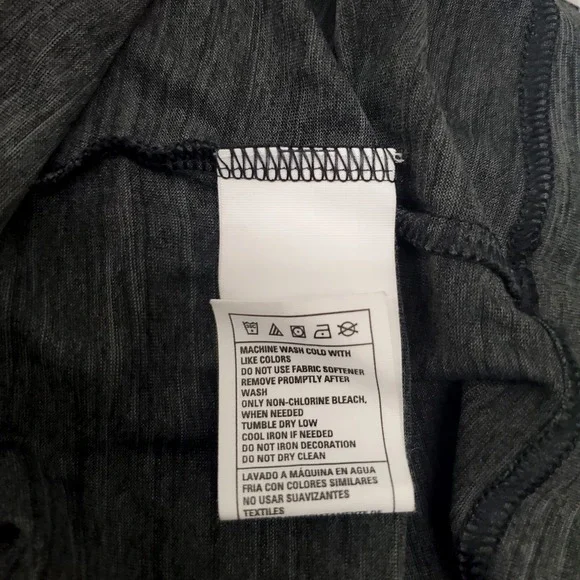 MACHINE WASH COLD WITH
LIKE COLORS
DO NOT USE FABRIC SOFTENER
REMOVE PROMPTLY AFTER
WASH
ONLY NON-CHLORINE BLEACH,
WHEN NEEDED
TUMBLE DRY LOW
COOL IRON IF NEEDED
DO NOT IRON DECORATION
DO NOT DRY CLEAN
LAVADO A MÁQUINA EN AGUA
FRIA CON COLORES SIMILARES
NO USAR SUAVIZANTES
TEXTILES